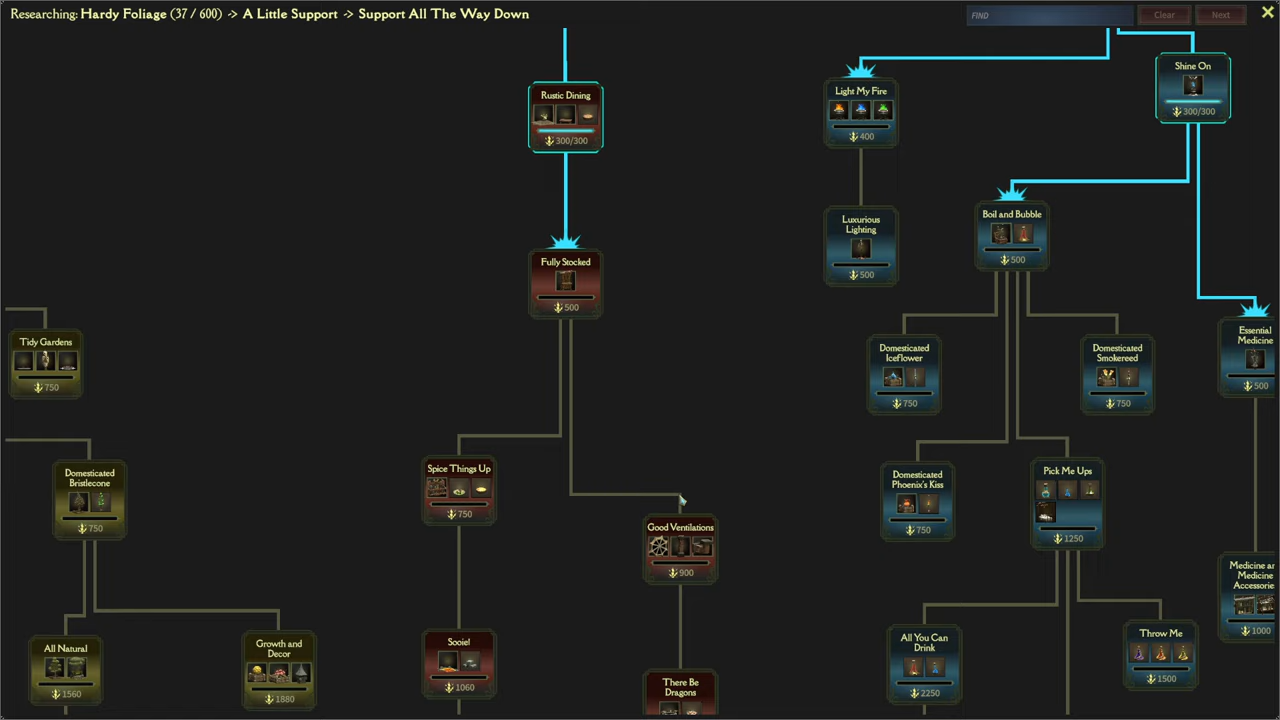 Researching: Hardy Foliage (37 / 600) -> A Little Support -> Support All The Way Down
FIND
Clear
Next
Shine On
300/300
Rustic Dining
300/300
Light My Fire
400
Boil and Bubble
500
Luxurious
Lighting
500
Fully Stocked
500
Essential
Medicine
500
Tidy Gardens
750
Domesticated
Iceflower
750
Domesticated
Smokereed
750
Domesticated
Bristlecone
750
Spice Things Up
750
Domesticated
Phoenix's Kiss
750
Pick Me Ups
1250
Good Ventilations
900
Medicine an
Medicine
Accessorie
1000
All Natural
1560
Growth and
Decor
1880
Sooie!
1060
There Be
Dragons
All You Can
Drink
2250
Throw Me
1500